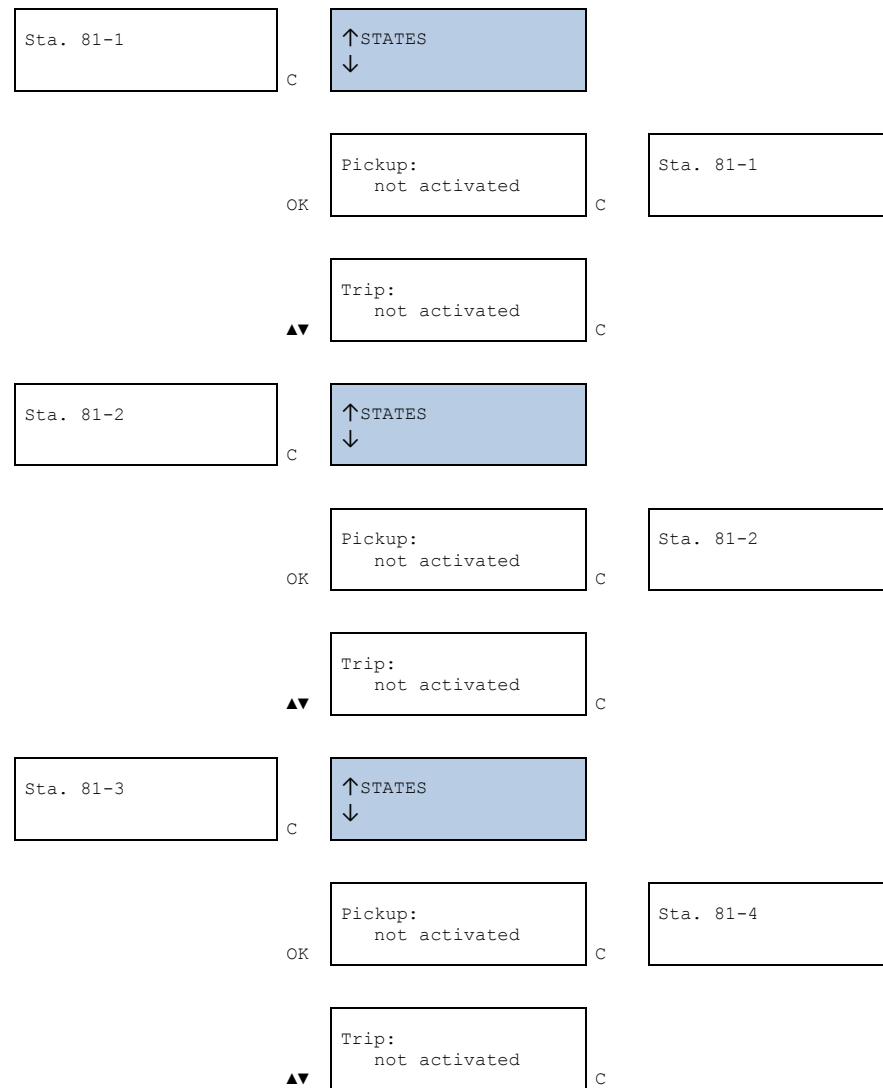 Sta. 81-1
C
↑STATES
↓
OK
Pickup:
not activated
C
Sta. 81-1
▲▼
Trip:
not activated
C
Sta. 81-2
C
↑STATES
↓
OK
Pickup:
not activated
C
Sta. 81-2
▲▼
Trip:
not activated
C
Sta. 81-3
C
↑STATES
↓
OK
Pickup:
not activated
C
Sta. 81-4
▲▼
Trip:
not activated
C